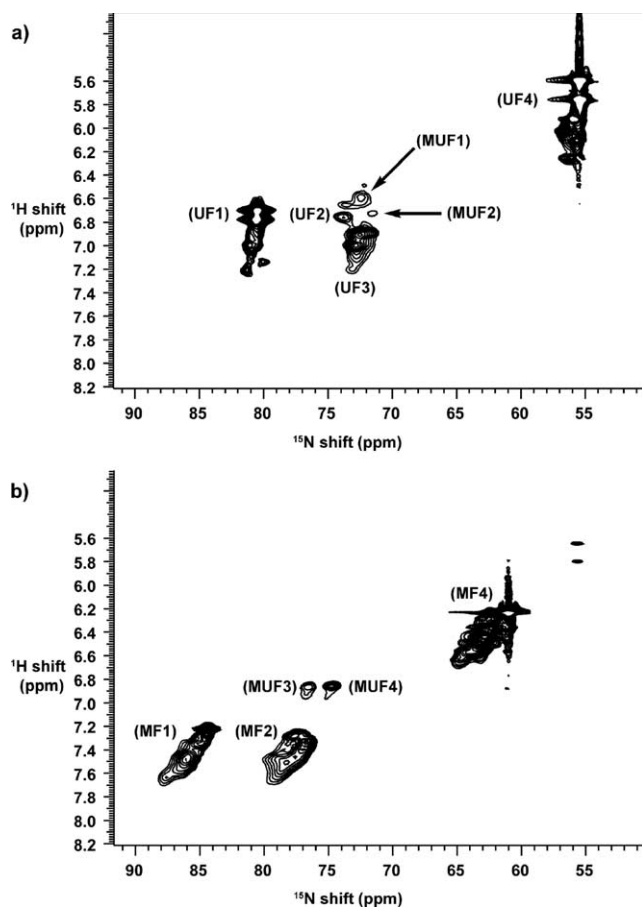 a)
5.6
5.8
6.0
6.2
6.4
6.6
6.8
7.0
7.2
7.4
7.6
7.8
8.0
8.2
¹H shift
(ppm)
(UF4)
(MUF1)
(UF1)
(UF2)
(MUF2)
(UF3)
90 85 80 75 70 65 60 55
¹⁵N shift (ppm)
b)
5.6
5.8
6.0
6.2
6.4
6.6
6.8
7.0
7.2
7.4
7.6
7.8
8.0
8.2
¹H shift
(ppm)
(MF4)
(MUF3) (MUF4)
(MF1) (MF2)
90 85 80 75 70 65 60 55
¹⁵N shift (ppm)